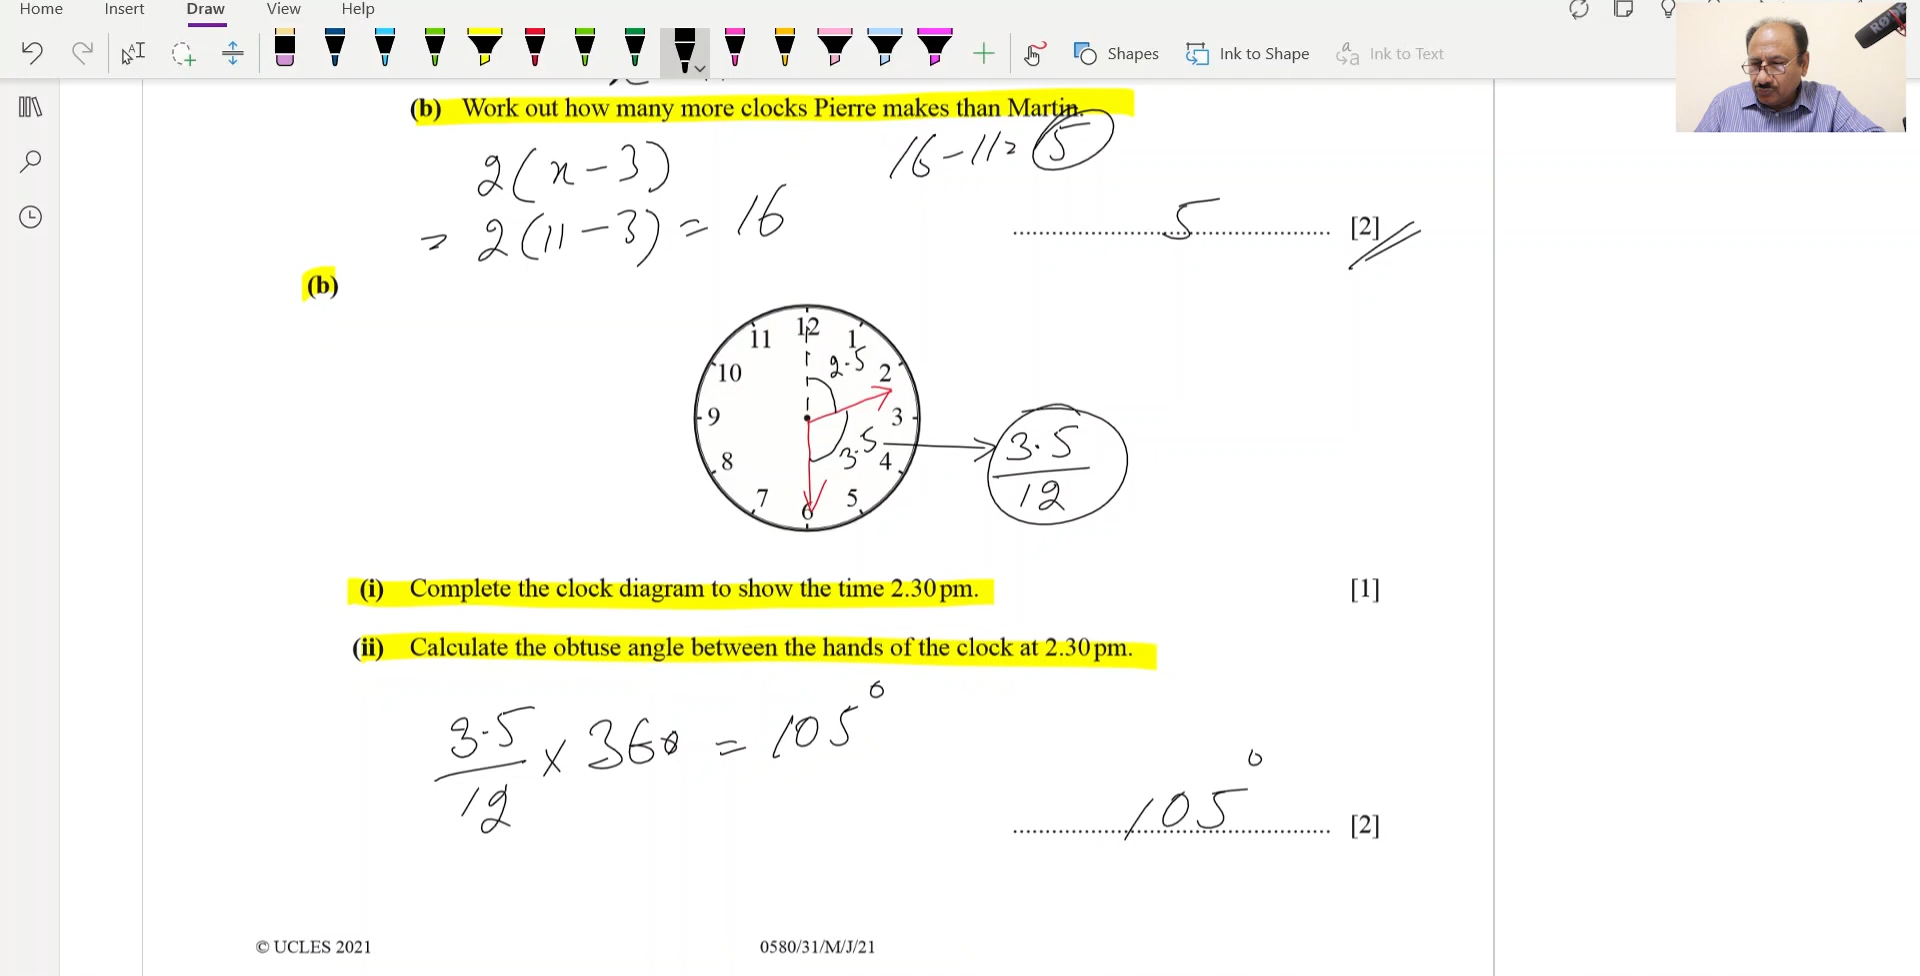 Home Insert Draw View Help
Shapes Ink to Shape Ink to Text
(b) Work out how many more clocks Pierre makes than Martin.
2(x-3)
16-11=5
= 2(11-3) = 16
5 [2]
(b)
12
11 1
2.5
10 2
9 3
3.5
3.5
8 4
12
7 5
6
(i) Complete the clock diagram to show the time 2.30 pm. [1]
(ii) Calculate the obtuse angle between the hands of the clock at 2.30 pm.
3.5/12 x 360 = 105°
105° [2]
© UCLES 2021 0580/31/M/J/21